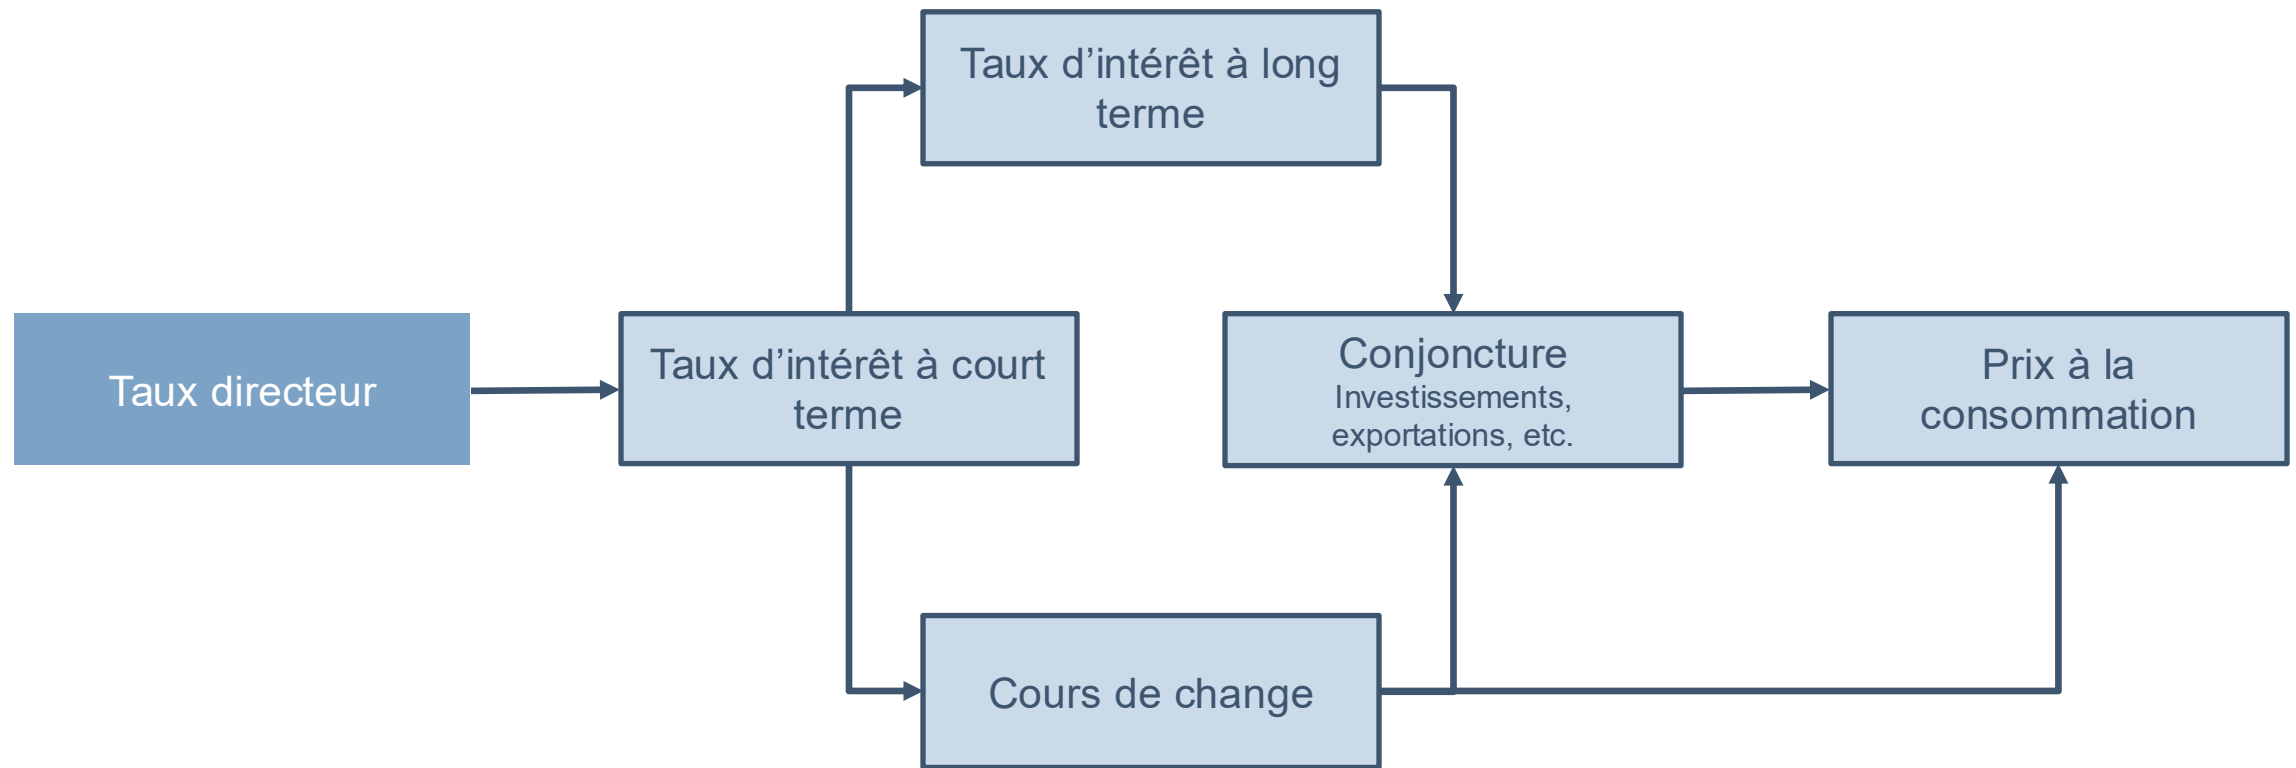 Taux d’intérêt à long
terme
Taux directeur
Taux d’intérêt à court
terme
Conjoncture
Investissements,
exportations, etc.
Prix à la
consommation
Cours de change